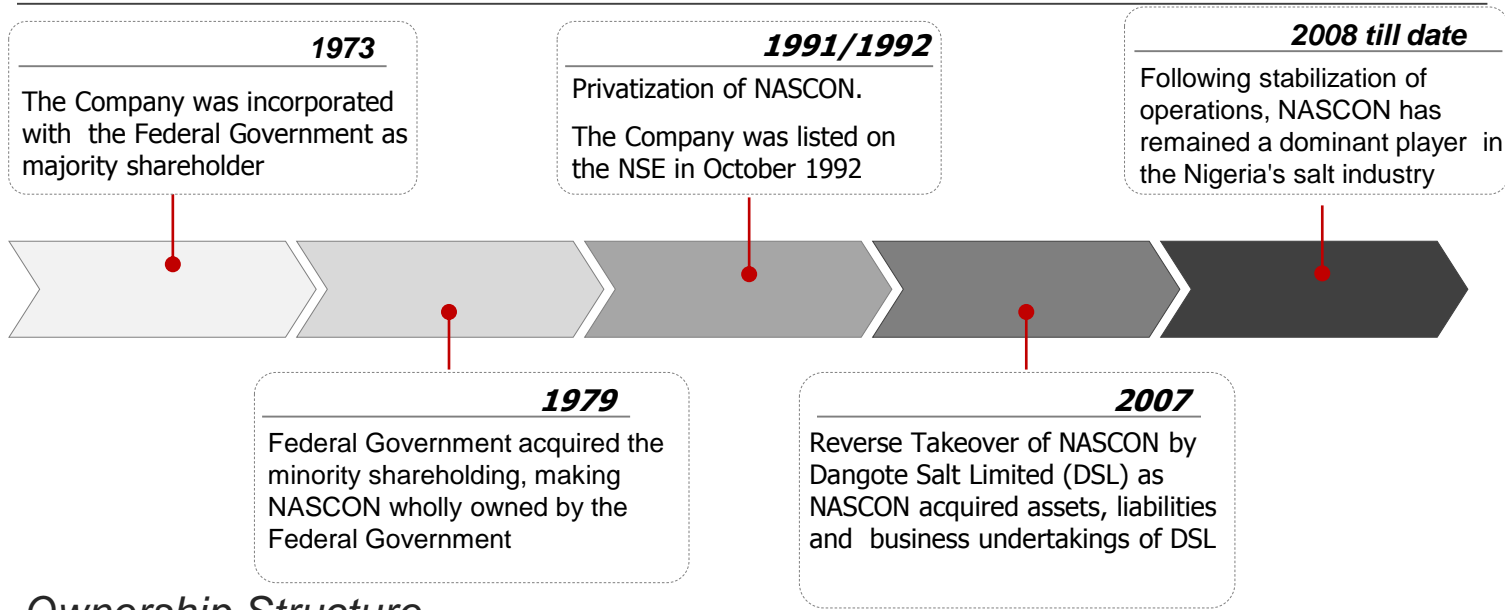 1973
The Company was incorporated
with the Federal Government as
majority shareholder
1991/1992
Privatization of NASCON.
The Company was listed on
the NSE in October 1992
2008 till date
Following stabilization of
operations, NASCON has
remained a dominant player in
the Nigeria's salt industry
1979
Federal Government acquired the
minority shareholding, making
NASCON wholly owned by the
Federal Government
2007
Reverse Takeover of NASCON by
Dangote Salt Limited (DSL) as
NASCON acquired assets, liabilities
and business undertakings of DSL
Ownership Structure